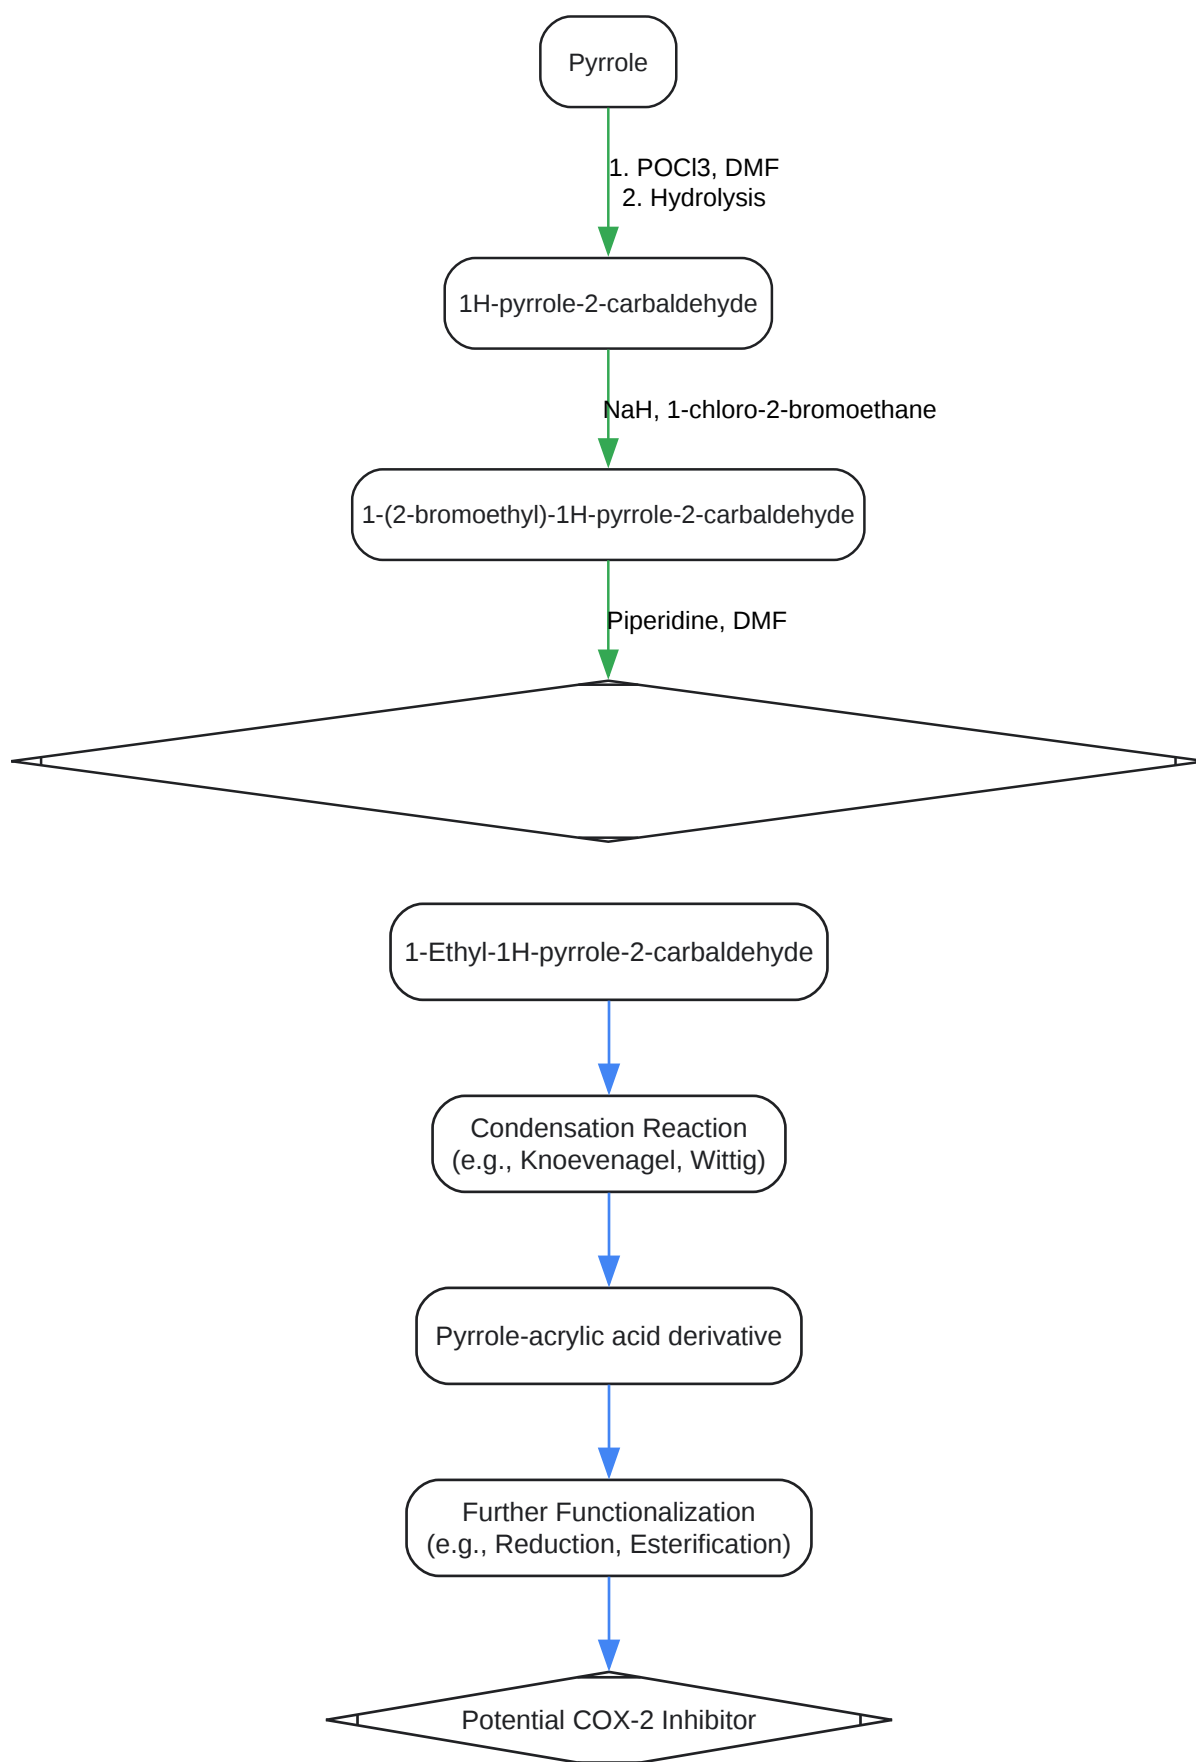 Pyrrole
1. POCl3, DMF
2. Hydrolysis
1H-pyrrole-2-carbaldehyde
NaH, 1-chloro-2-bromoethane
1-(2-bromoethyl)-1H-pyrrole-2-carbaldehyde
Piperidine, DMF
1-Ethyl-1H-pyrrole-2-carbaldehyde
Condensation Reaction
(e.g., Knoevenagel, Wittig)
Pyrrole-acrylic acid derivative
Further Functionalization
(e.g., Reduction, Esterification)
Potential COX-2 Inhibitor